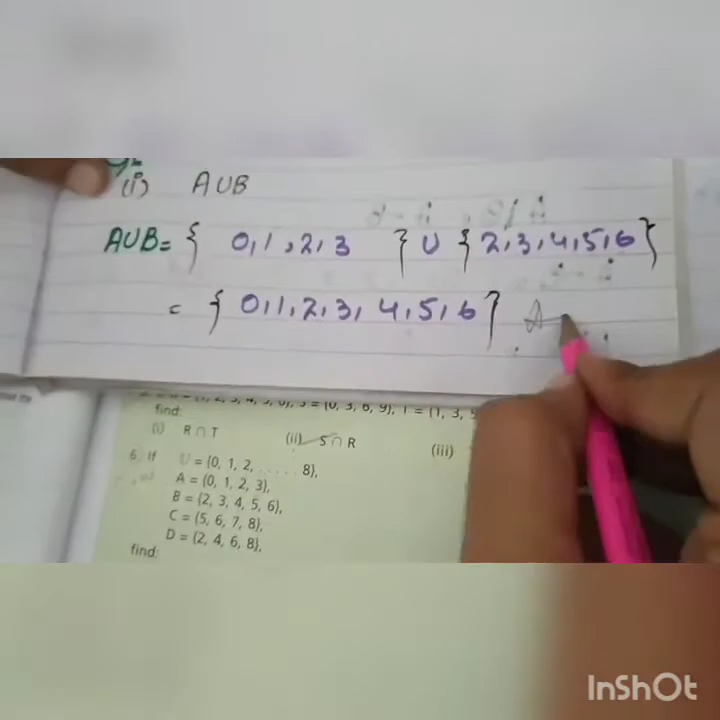 (i) AUB
AUB = { 0,1,2,3 } U { 2,3,4,5,6 }
= { 0,1,2,3,4,5,6 } A
find:
(i) R ∩ T (ii) S ∩ R (iii)
6. If U = {0, 1, 2, . . . . . 8},
A = {0, 1, 2, 3},
B = {2, 3, 4, 5, 6},
C = {5, 6, 7, 8},
D = {2, 4, 6, 8},
find:
InShOt